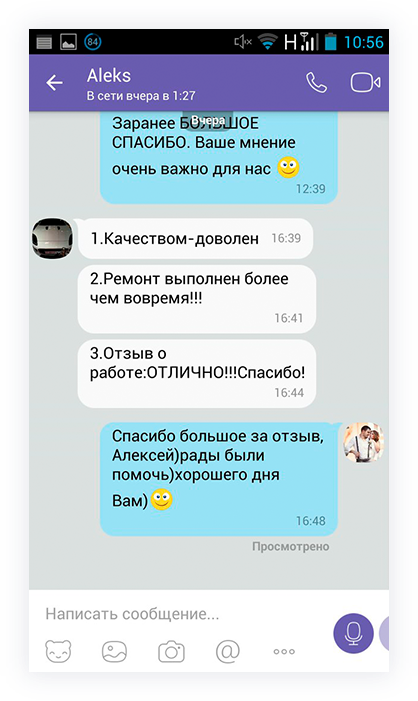 84
H
10:56
Aleks
В сети вчера в 1:27
Вчера
Заранее БОЛЬШОЕ
СПАСИБО. Ваше мнение
очень важно для нас
12:39
1.Качеством-доволен
16:39
2.Ремонт выполнен более
чем вовремя!!!
16:41
3.Отзыв о
работе:ОТЛИЧНО!!!Спасибо!
16:44
Спасибо большое за отзыв,
Алексей)рады были
помочь)хорошего дня
Вам)
16:48
Просмотрено
Написать сообщение...
@